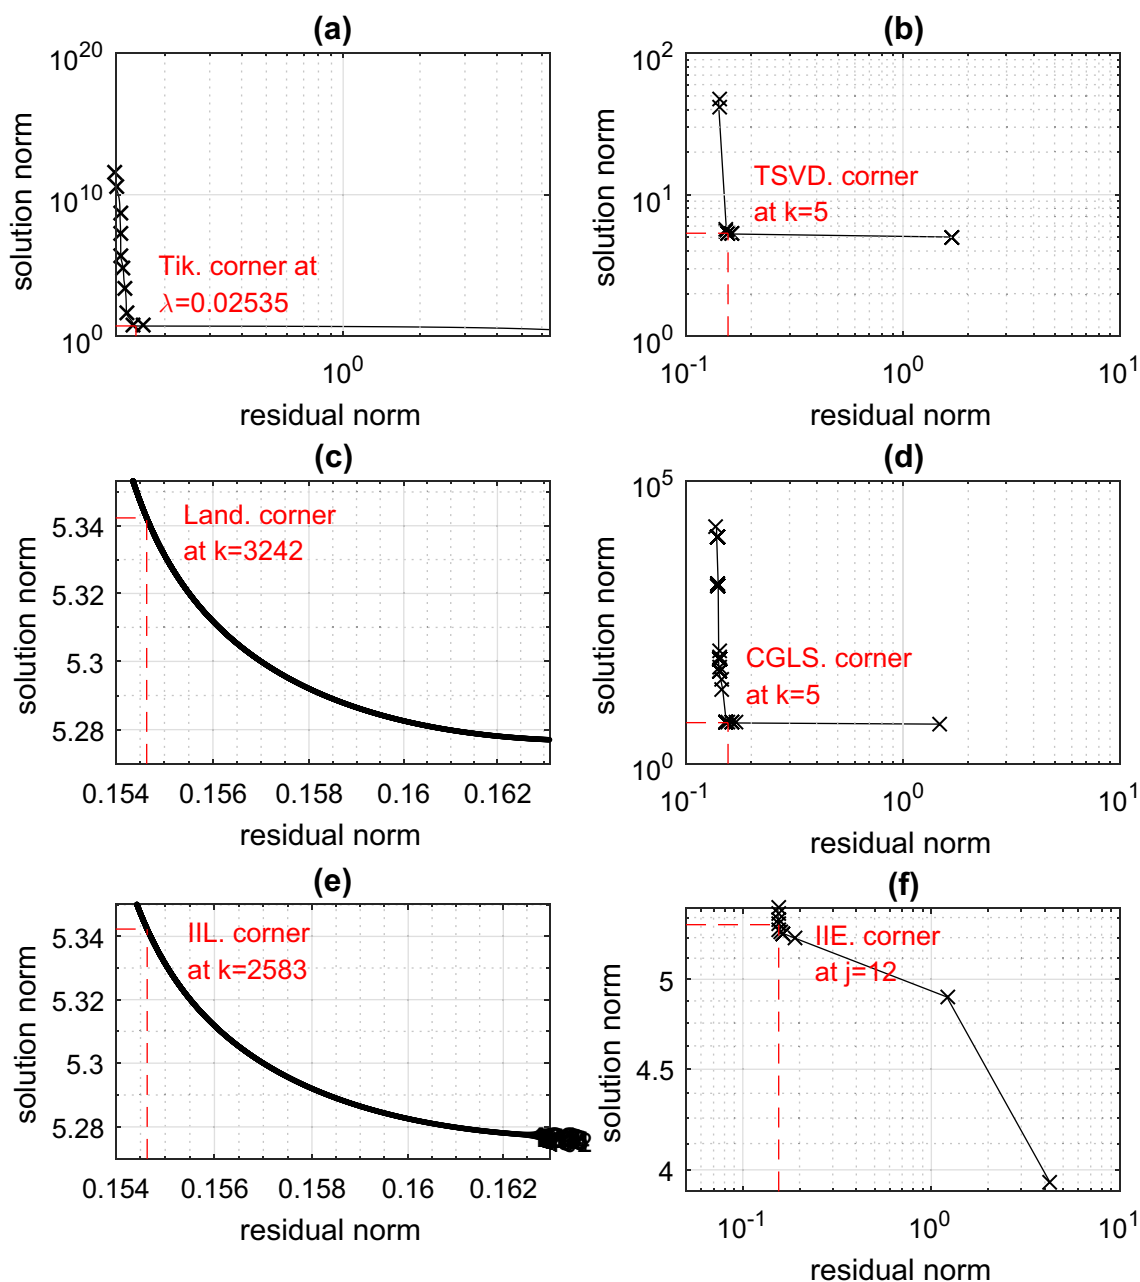 (a)
10^20
10^10
10^0
solution norm
Tik. corner at
λ=0.02535
10^0
residual norm
(b)
10^2
10^1
10^0
solution norm
TSVD. corner
at k=5
10^-1
10^0
10^1
residual norm
(c)
5.34
5.32
5.3
5.28
solution norm
Land. corner
at k=3242
0.154
0.156
0.158
0.16
0.162
residual norm
(d)
10^5
10^0
solution norm
CGLS. corner
at k=5
10^-1
10^0
10^1
residual norm
(e)
5.34
5.32
5.3
5.28
solution norm
IIL. corner
at k=2583
0.154
0.156
0.158
0.16
0.162
residual norm
(f)
5
4.5
4
solution norm
IIE. corner
at j=12
10^-1
10^0
10^1
residual norm